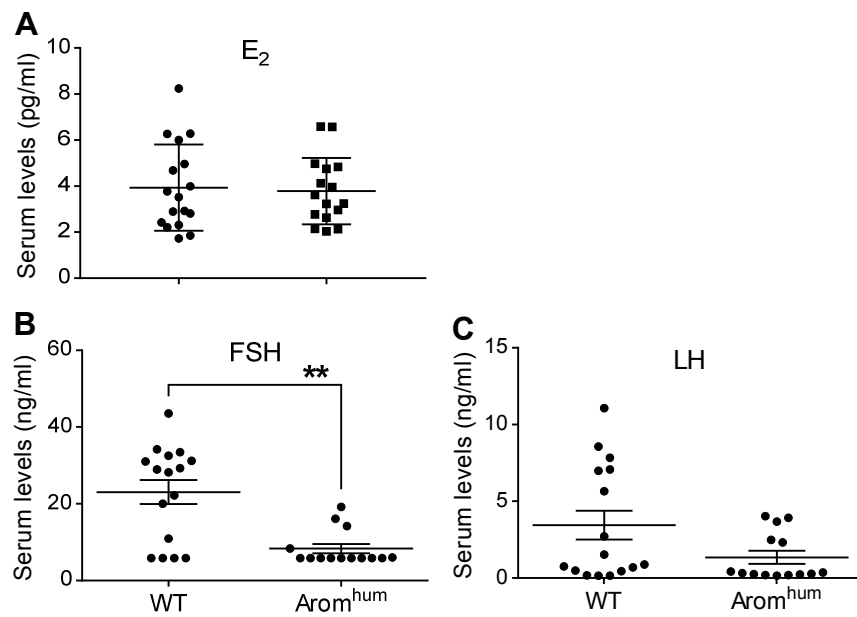 A
E2
Serum levels (pg/ml)
10
8
6
4
2
0
B
FSH
**
Serum levels (ng/ml)
60
40
20
0
WT
Aromhum
C
LH
Serum levels (ng/ml)
15
10
5
0
WT
Aromhum